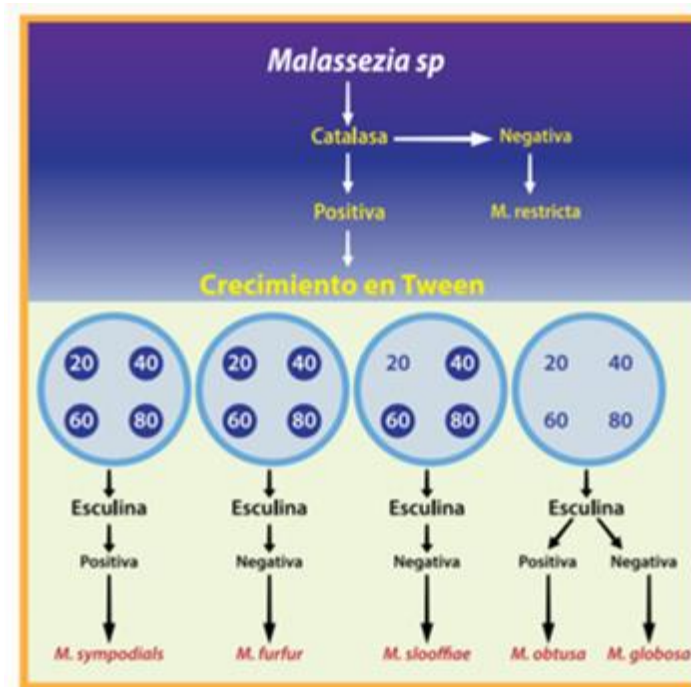 Malassezia sp
Catalasa Negativa
Positiva M. restricta
Crecimiento en Tween
20 40 20 40 20 40 20 40
60 80 60 80 60 80 60 80
Esculina Esculina Esculina Esculina
Positiva Negativa Negativa Positiva Negativa
M. sympodials M. furfur M. slooffiae M. obtusa M. globosa